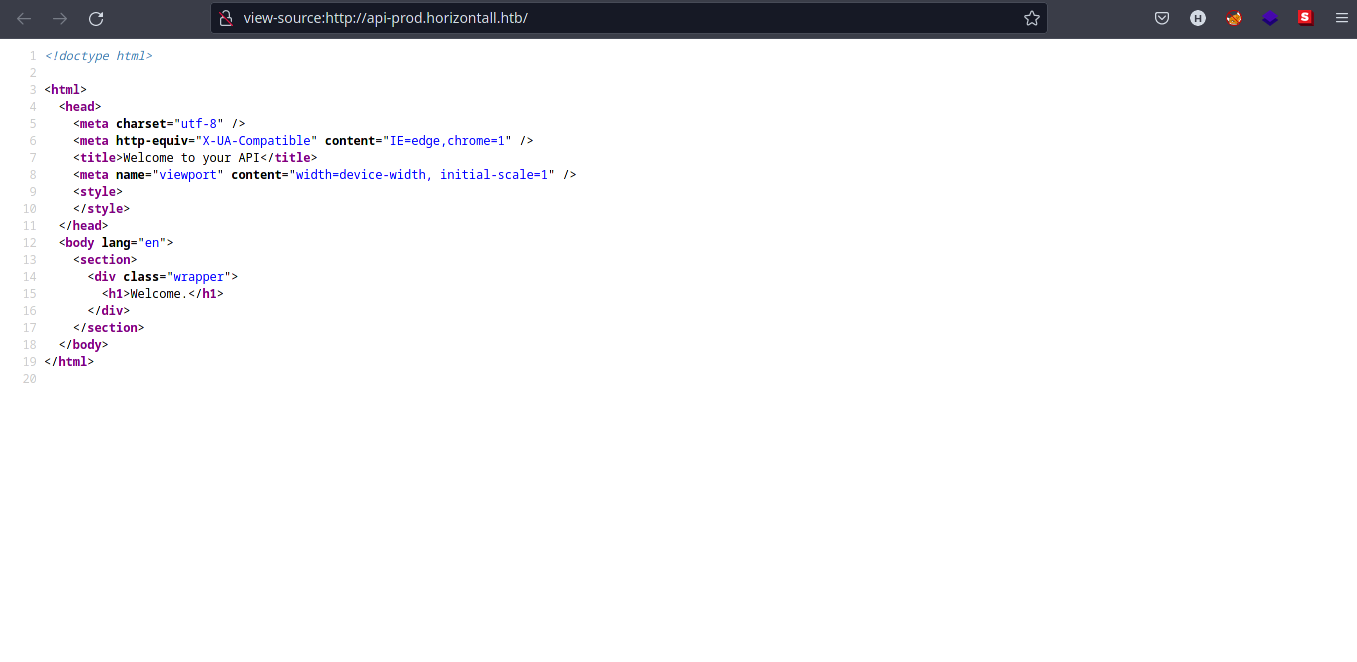 view-source:http://api-prod.horizontall.htb/
H
S
1 <!doctype html>
2
3 <html>
4   <head>
5     <meta charset="utf-8" />
6     <meta http-equiv="X-UA-Compatible" content="IE=edge,chrome=1" />
7     <title>Welcome to your API</title>
8     <meta name="viewport" content="width=device-width, initial-scale=1" />
9     <style>
10     </style>
11   </head>
12   <body lang="en">
13     <section>
14       <div class="wrapper">
15         <h1>Welcome.</h1>
16       </div>
17     </section>
18   </body>
19 </html>
20